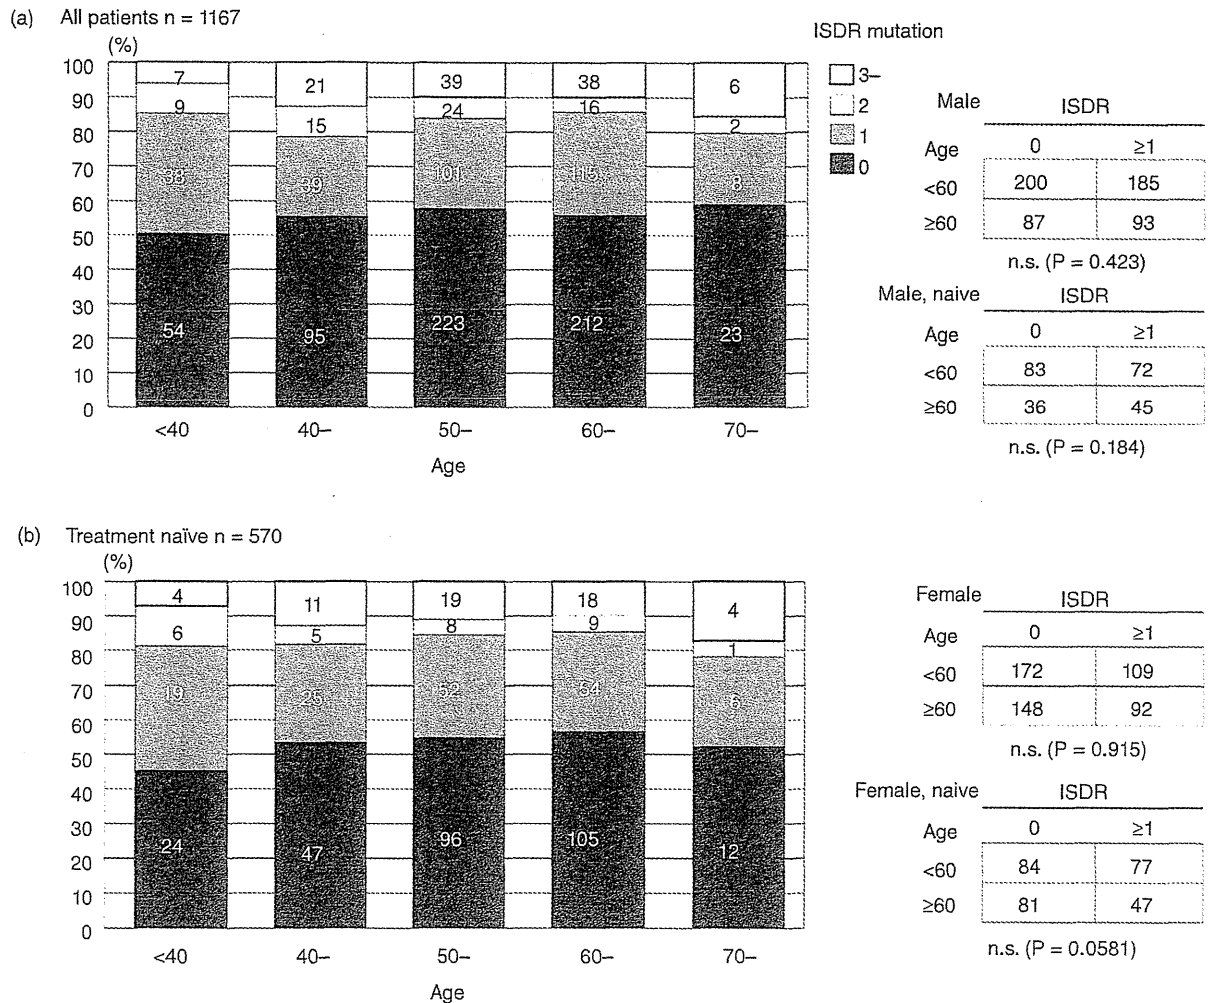 (a) All patients n = 1167
(%)
100
90
80
70
60
50
40
30
20
10
0
7 21 39 38 6
9 15 24 16 2
38 39 101 115 8
54 95 223 212 23
<40 40– 50– 60– 70–
Age
ISDR mutation
3–
2
1
0
Male ISDR
Age 0 ≥1
<60 200 185
≥60 87 93
n.s. (P = 0.423)
Male, naive ISDR
Age 0 ≥1
<60 83 72
≥60 36 45
n.s. (P = 0.184)
(b) Treatment naïve n = 570
(%)
100
90
80
70
60
50
40
30
20
10
0
4 11 19 18 4
6 5 8 9 1
19 25 52 54 6
24 47 96 105 12
<40 40– 50– 60– 70–
Age
Female ISDR
Age 0 ≥1
<60 172 109
≥60 148 92
n.s. (P = 0.915)
Female, naive ISDR
Age 0 ≥1
<60 84 77
≥60 81 47
n.s. (P = 0.0581)